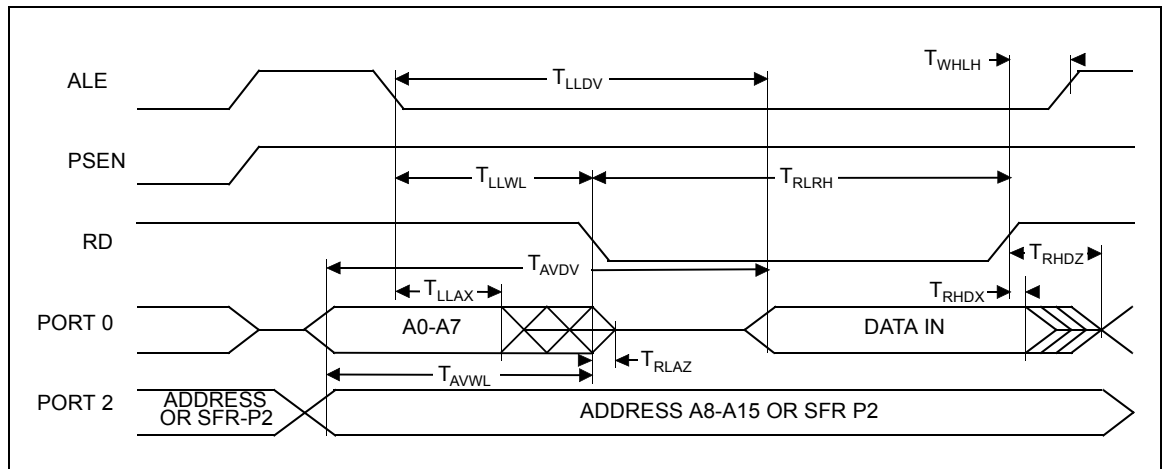 ALE
T_LLDV
T_WHLH
PSEN
T_LLWL
T_RLRH
RD
T_AVDV
T_RHDZ
T_LLAX
T_RHDX
PORT 0
A0-A7
DATA IN
T_RLAZ
T_AVWL
PORT 2
ADDRESS
OR SFR-P2
ADDRESS A8-A15 OR SFR P2